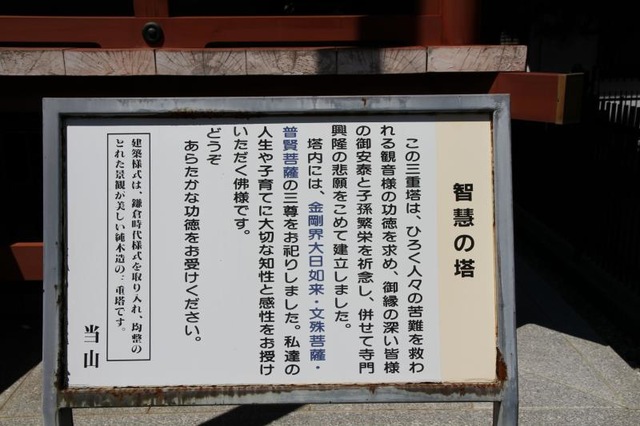 智慧の塔
この三重塔は、ひろく人々の苦難を救わ
れる観音様の功徳を求め、御縁の深い皆様
の御安泰と子孫繁栄を祈念し、併せて寺門
興隆の悲願をこめて建立しました。
塔内には、金剛界大日如来・文殊菩薩・
普賢菩薩の三尊をお祀りしました。私達の
人生や子育てに大切な知性と感性をお授け
いただく佛様です。
どうぞ
あらたかな功徳をお受けください。
建築様式は、鎌倉時代様式を取り入れ、均整の
とれた景観が美しい純木造の三重塔です。
当山